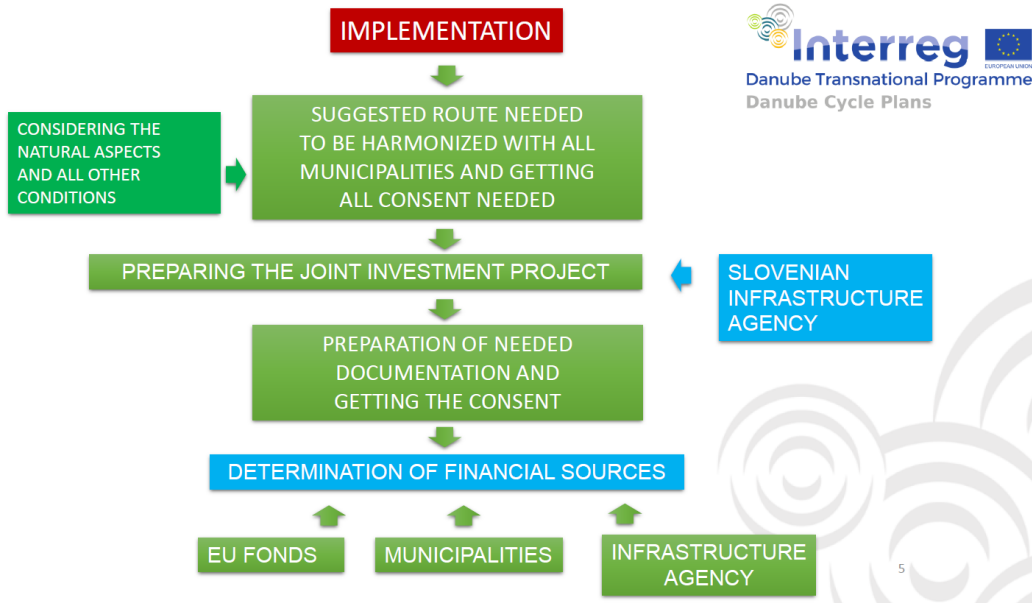 IMPLEMENTATION
Interreg
EUROPEAN UNION
Danube Transnational Programme
Danube Cycle Plans
CONSIDERING THE
NATURAL ASPECTS
AND ALL OTHER
CONDITIONS
SUGGESTED ROUTE NEEDED
TO BE HARMONIZED WITH ALL
MUNICIPALITIES AND GETTING
ALL CONSENT NEEDED
PREPARING THE JOINT INVESTMENT PROJECT
SLOVENIAN
INFRASTRUCTURE
AGENCY
PREPARATION OF NEEDED
DOCUMENTATION AND
GETTING THE CONSENT
DETERMINATION OF FINANCIAL SOURCES
EU FONDS
MUNICIPALITIES
INFRASTRUCTURE
AGENCY
5